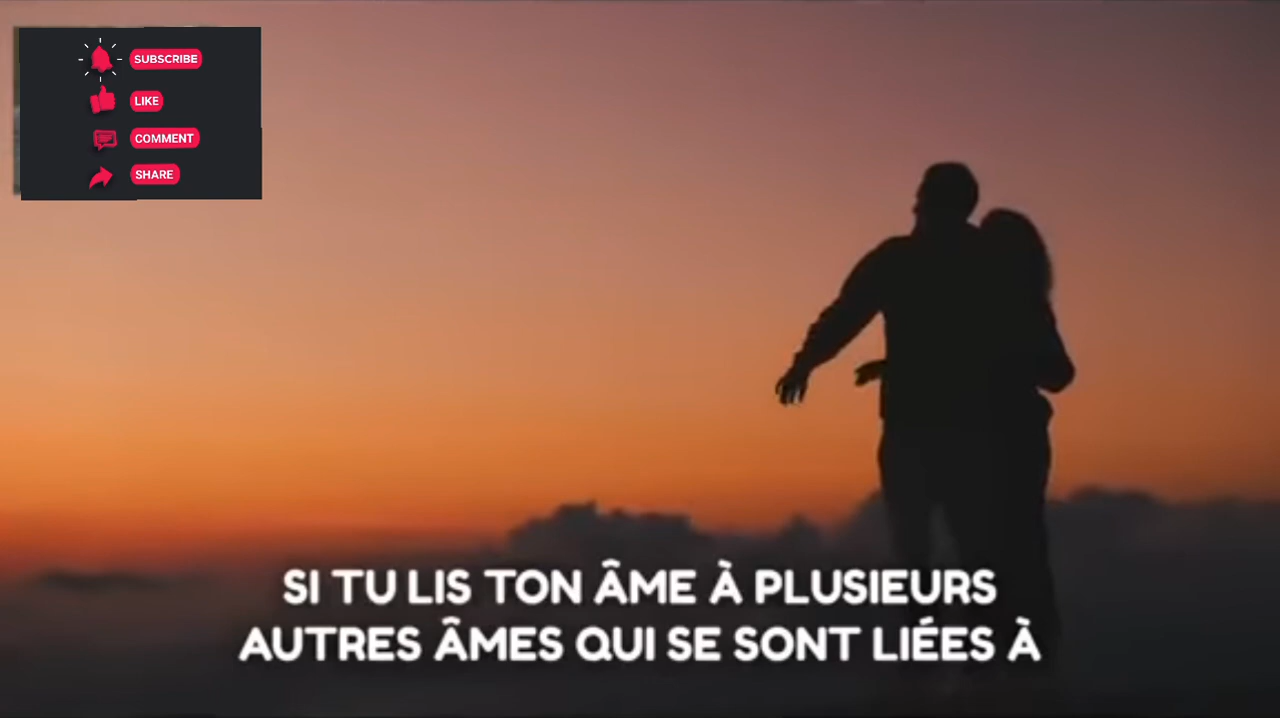 SUBSCRIBE
LIKE
COMMENT
SHARE
SI TU LIS TON ÂME À PLUSIEURS
AUTRES ÂMES QUI SE SONT LIÉES À